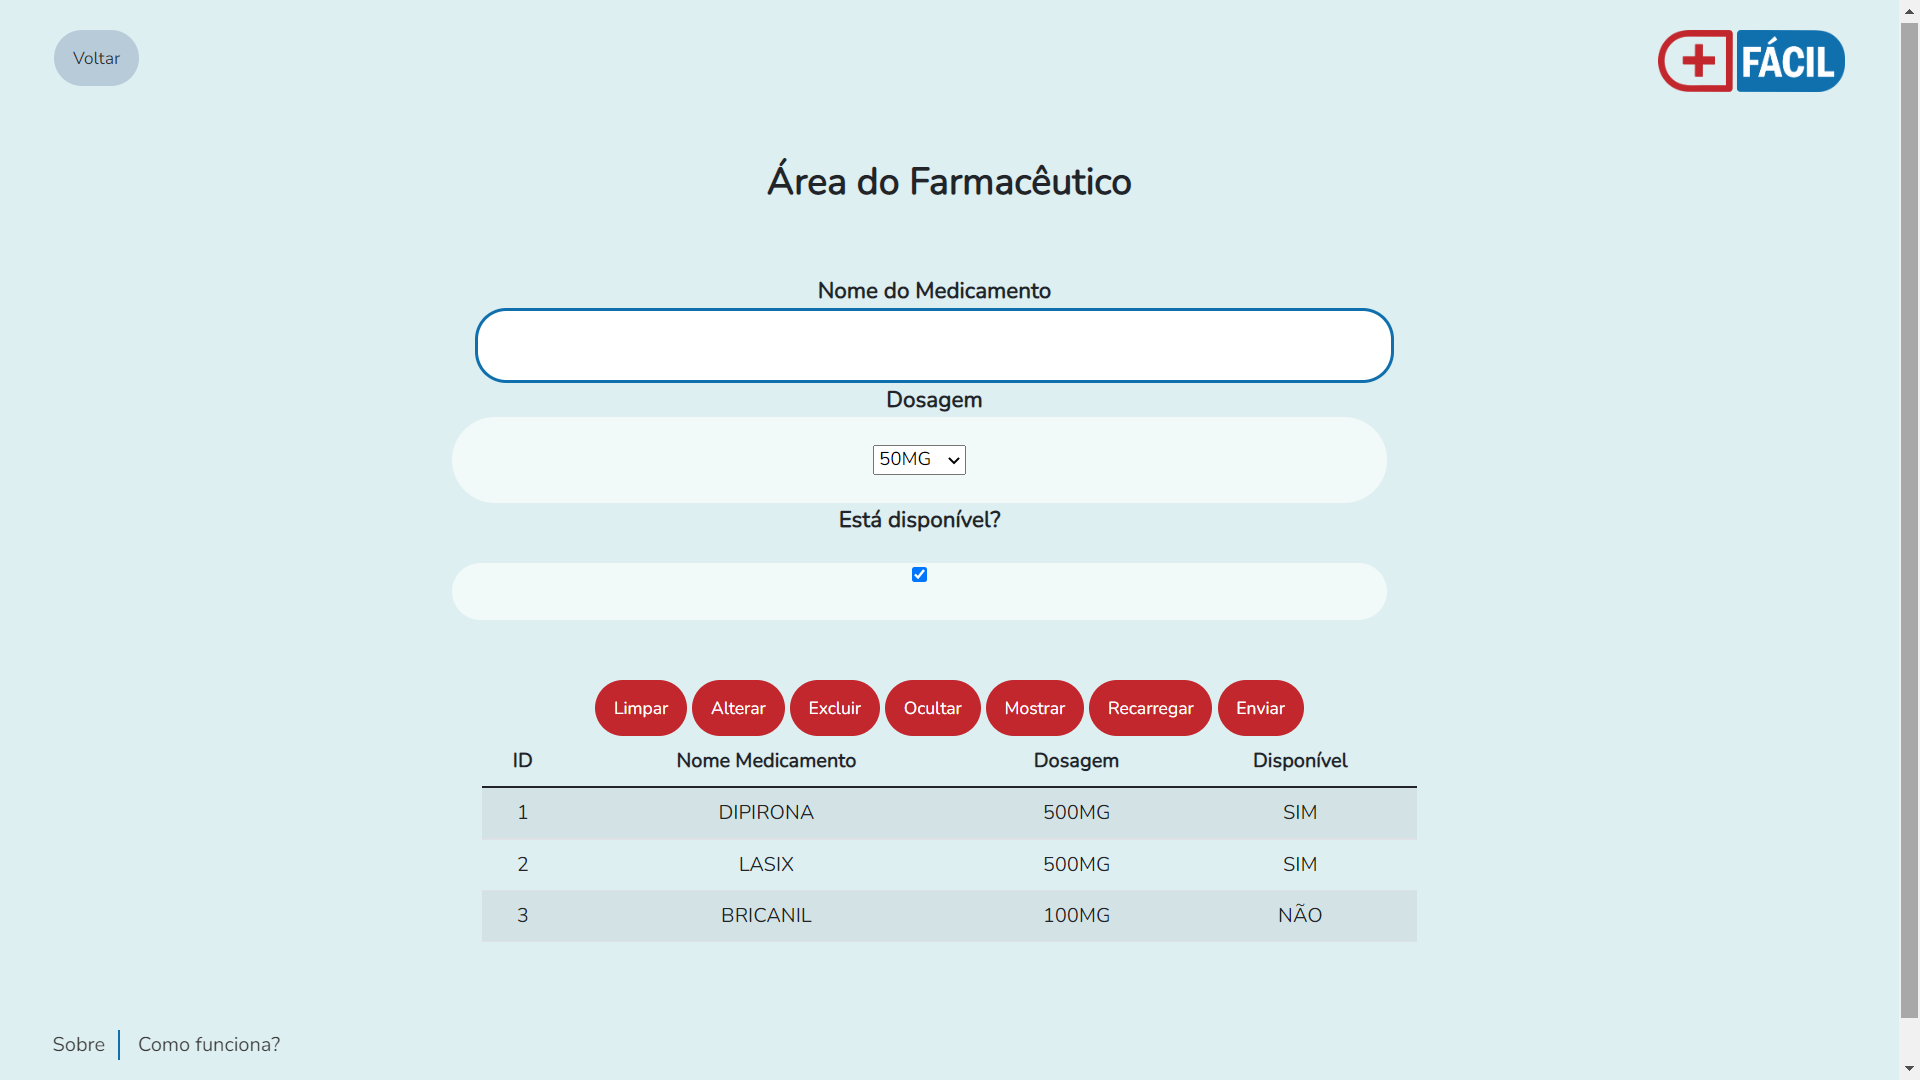 Voltar
FÁCIL
Área do Farmacêutico
Nome do Medicamento
Dosagem
50MG
Está disponível?
Limpar Alterar Excluir Ocultar Mostrar Recarregar Enviar
ID Nome Medicamento Dosagem Disponível
1 DIPIRONA 500MG SIM
2 LASIX 500MG SIM
3 BRICANIL 100MG NÃO
Sobre Como funciona?